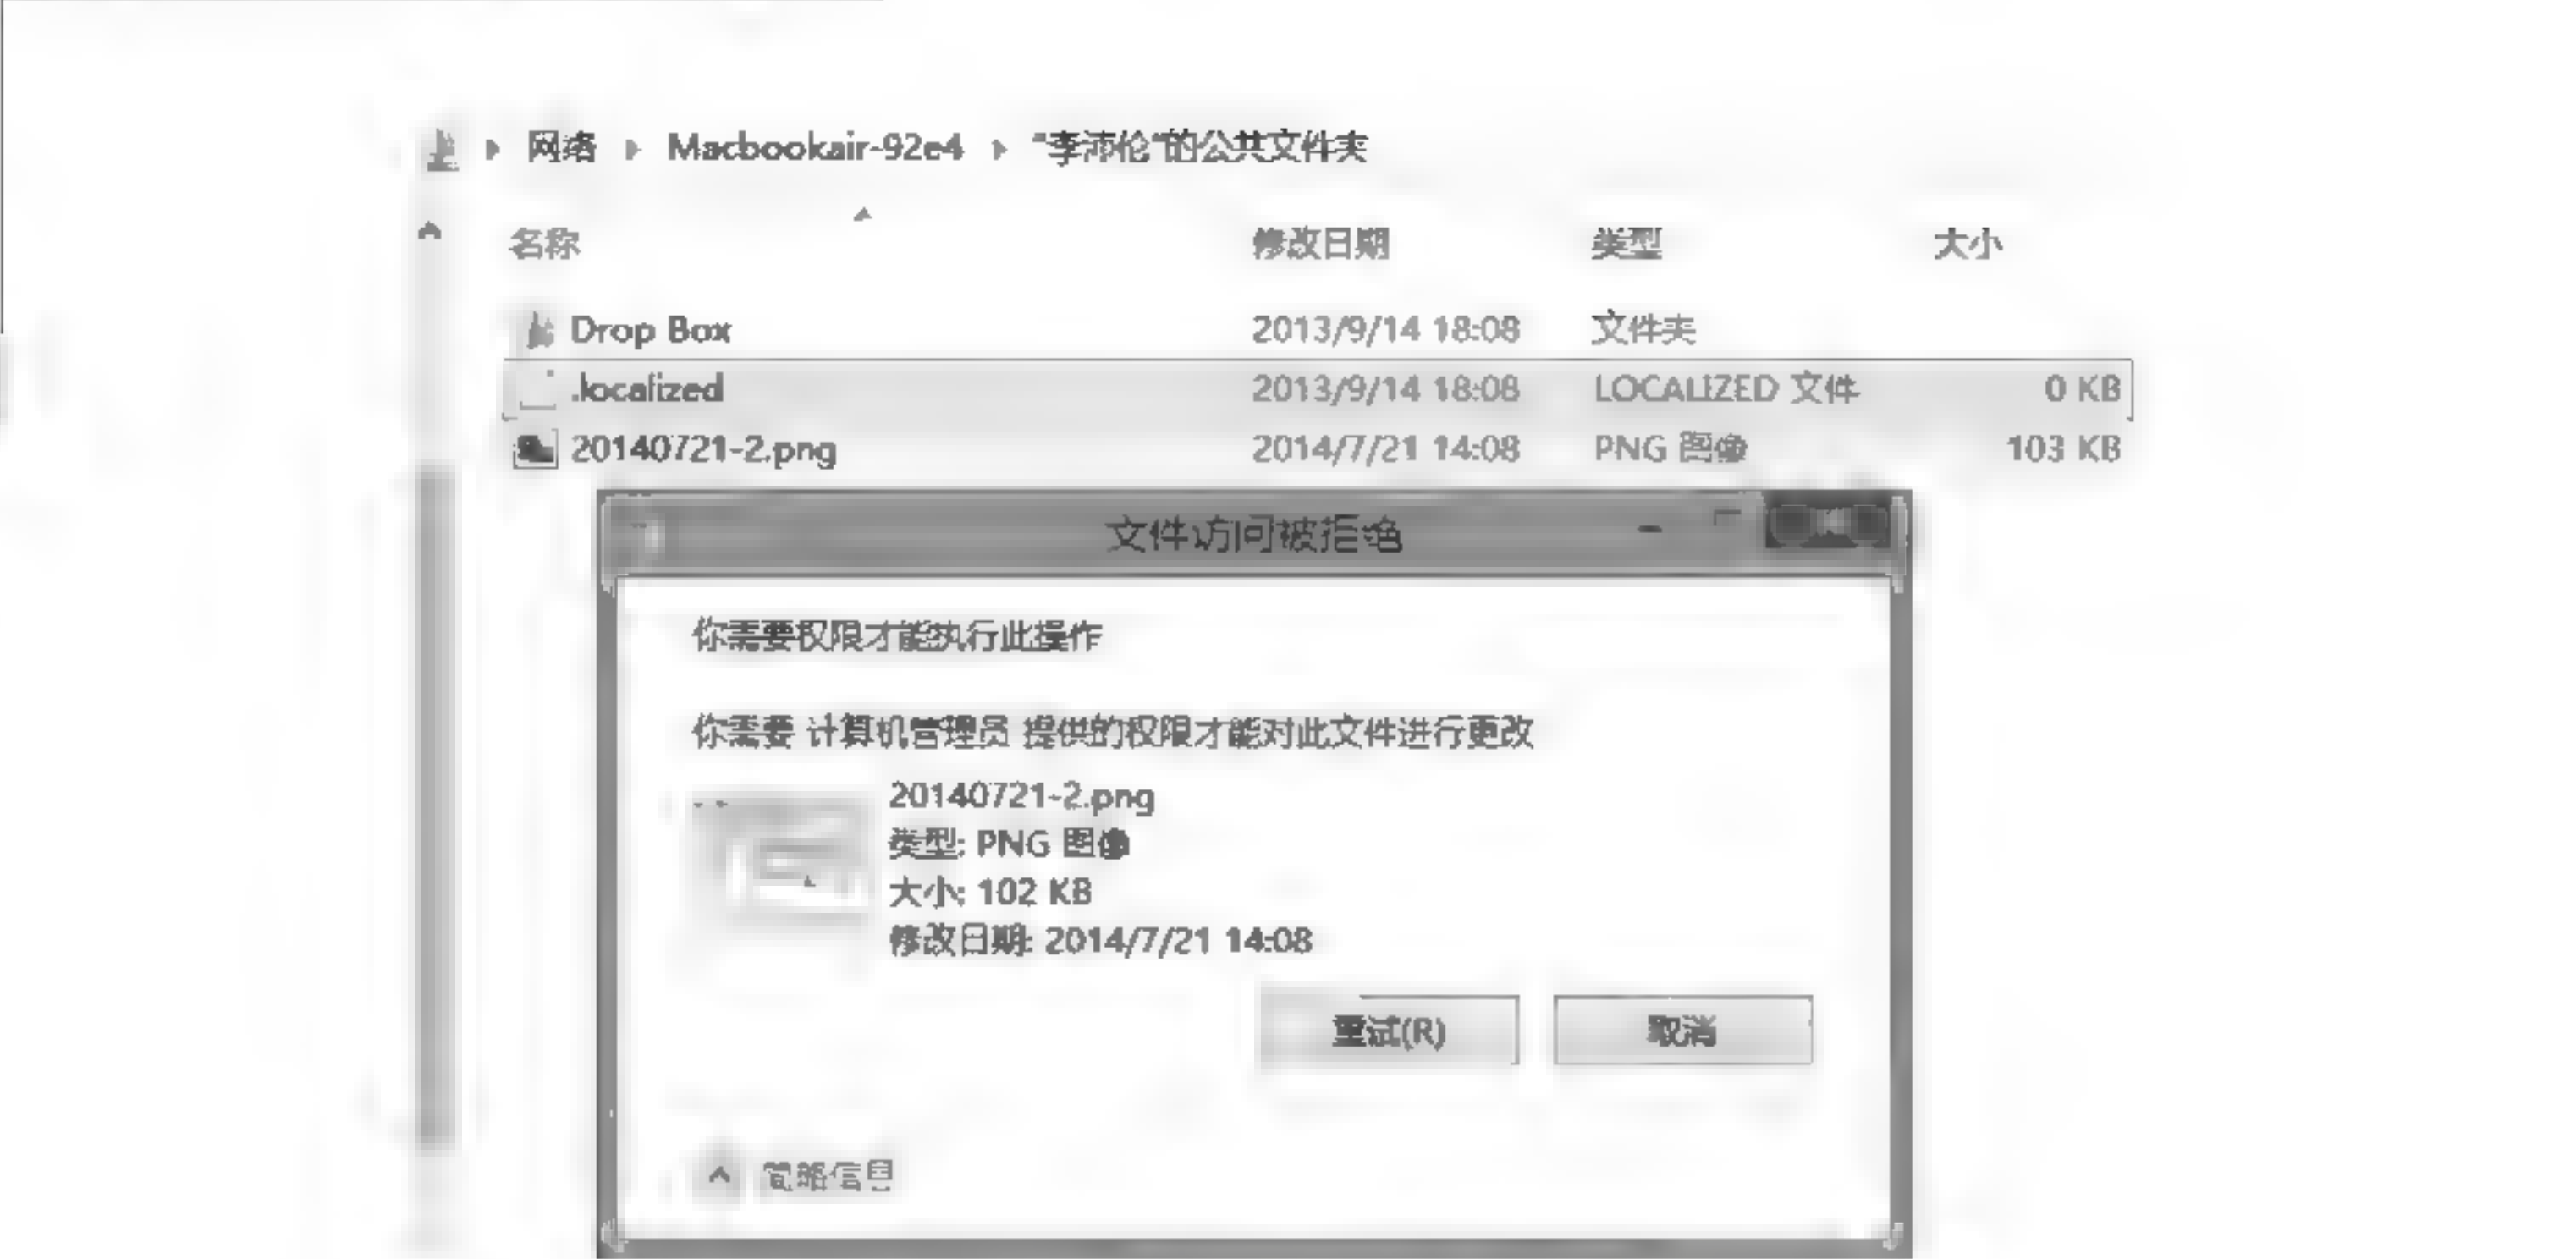 网络 Macbookair-92e4 "李沛伦"的公共文件夹
名称 修改日期 类型 大小
Drop Box 2013/9/14 18:08 文件夹
.localized 2013/9/14 18:08 LOCALIZED 文件 0 KB
20140721-2.png 2014/7/21 14:08 PNG 图像 103 KB
文件访问被拒绝
你需要权限才能执行此操作
你需要 计算机管理员 提供的权限才能对此文件进行更改
20140721-2.png
类型: PNG 图像
大小: 102 KB
修改日期: 2014/7/21 14:08
重试(R) 取消
简略信息